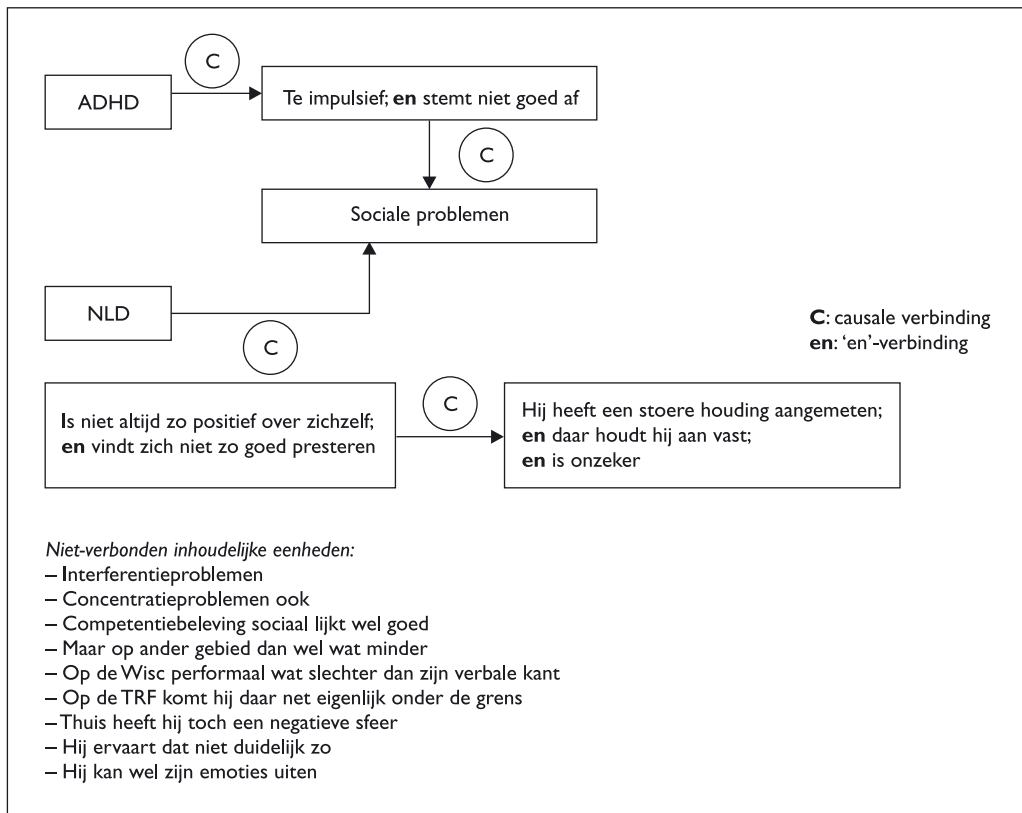 C
ADHD
Te impulsief; en stemt niet goed af
C
Sociale problemen
NLD
C: causale verbinding
en: ‘en’-verbinding
C
Is niet altijd zo positief over zichzelf;
en vindt zich niet zo goed presteren
C
Hij heeft een stoere houding aangemeten;
en daar houdt hij aan vast;
en is onzeker
Niet-verbonden inhoudelijke eenheden:
– Interferentieproblemen
– Concentratieproblemen ook
– Competentiebeleving sociaal lijkt wel goed
– Maar op ander gebied dan wel wat minder
– Op de Wisc performaal wat slechter dan zijn verbale kant
– Op de TRF komt hij daar net eigenlijk onder de grens
– Thuis heeft hij toch een negatieve sfeer
– Hij ervaart dat niet duidelijk zo
– Hij kan wel zijn emoties uiten